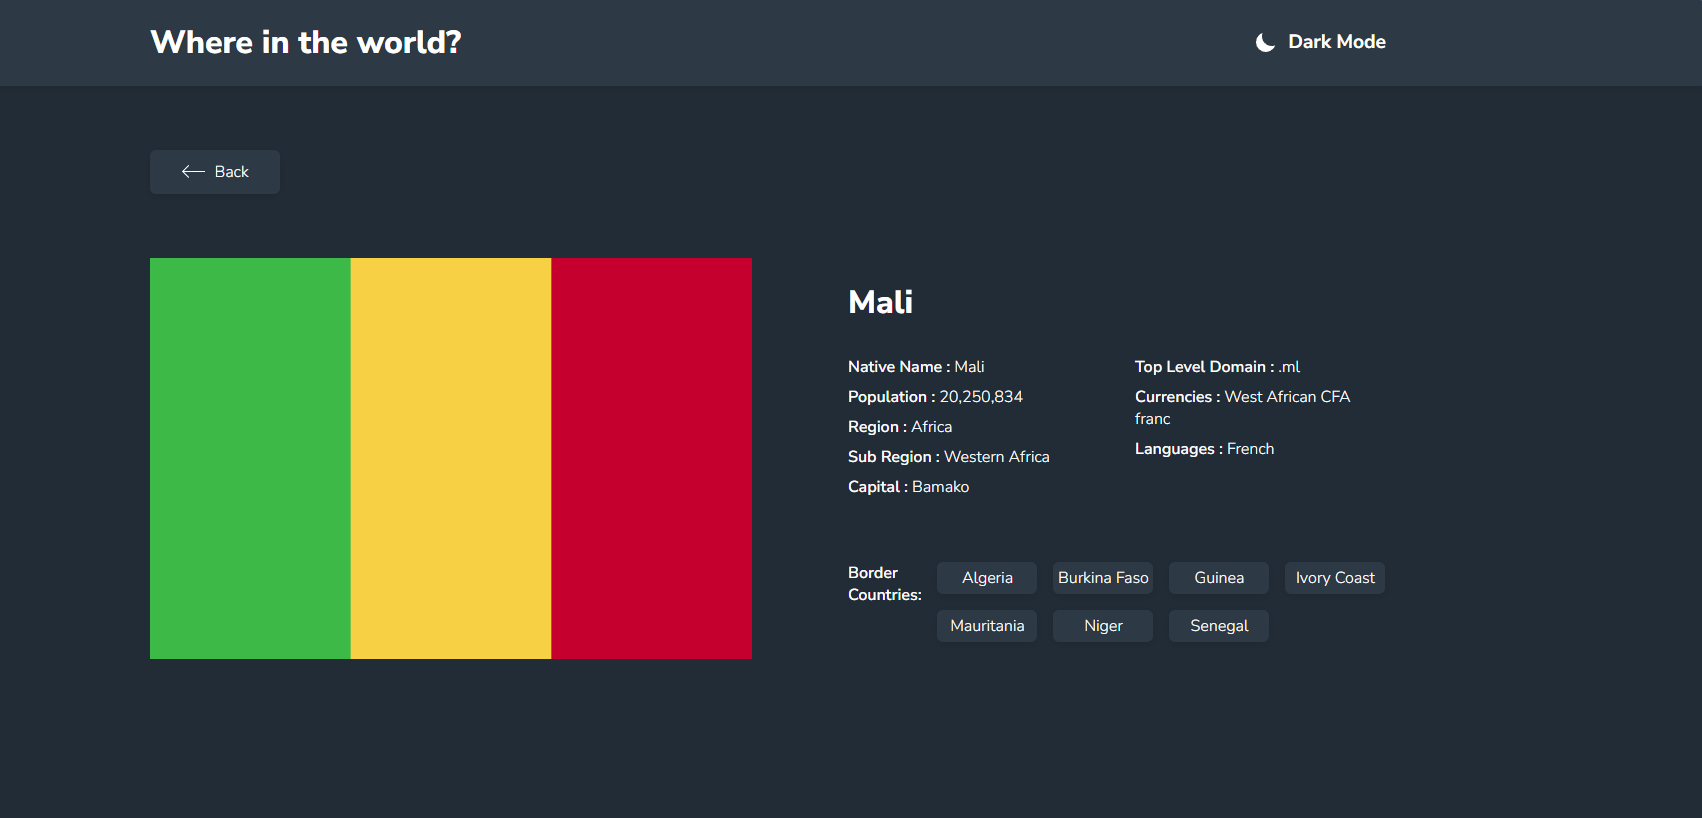 Where in the world?
Dark Mode
Back
Mali
Native Name : Mali
Population : 20,250,834
Region : Africa
Sub Region : Western Africa
Capital : Bamako
Top Level Domain : .ml
Currencies : West African CFA
franc
Languages : French
Border
Countries:
Algeria
Burkina Faso
Guinea
Ivory Coast
Mauritania
Niger
Senegal